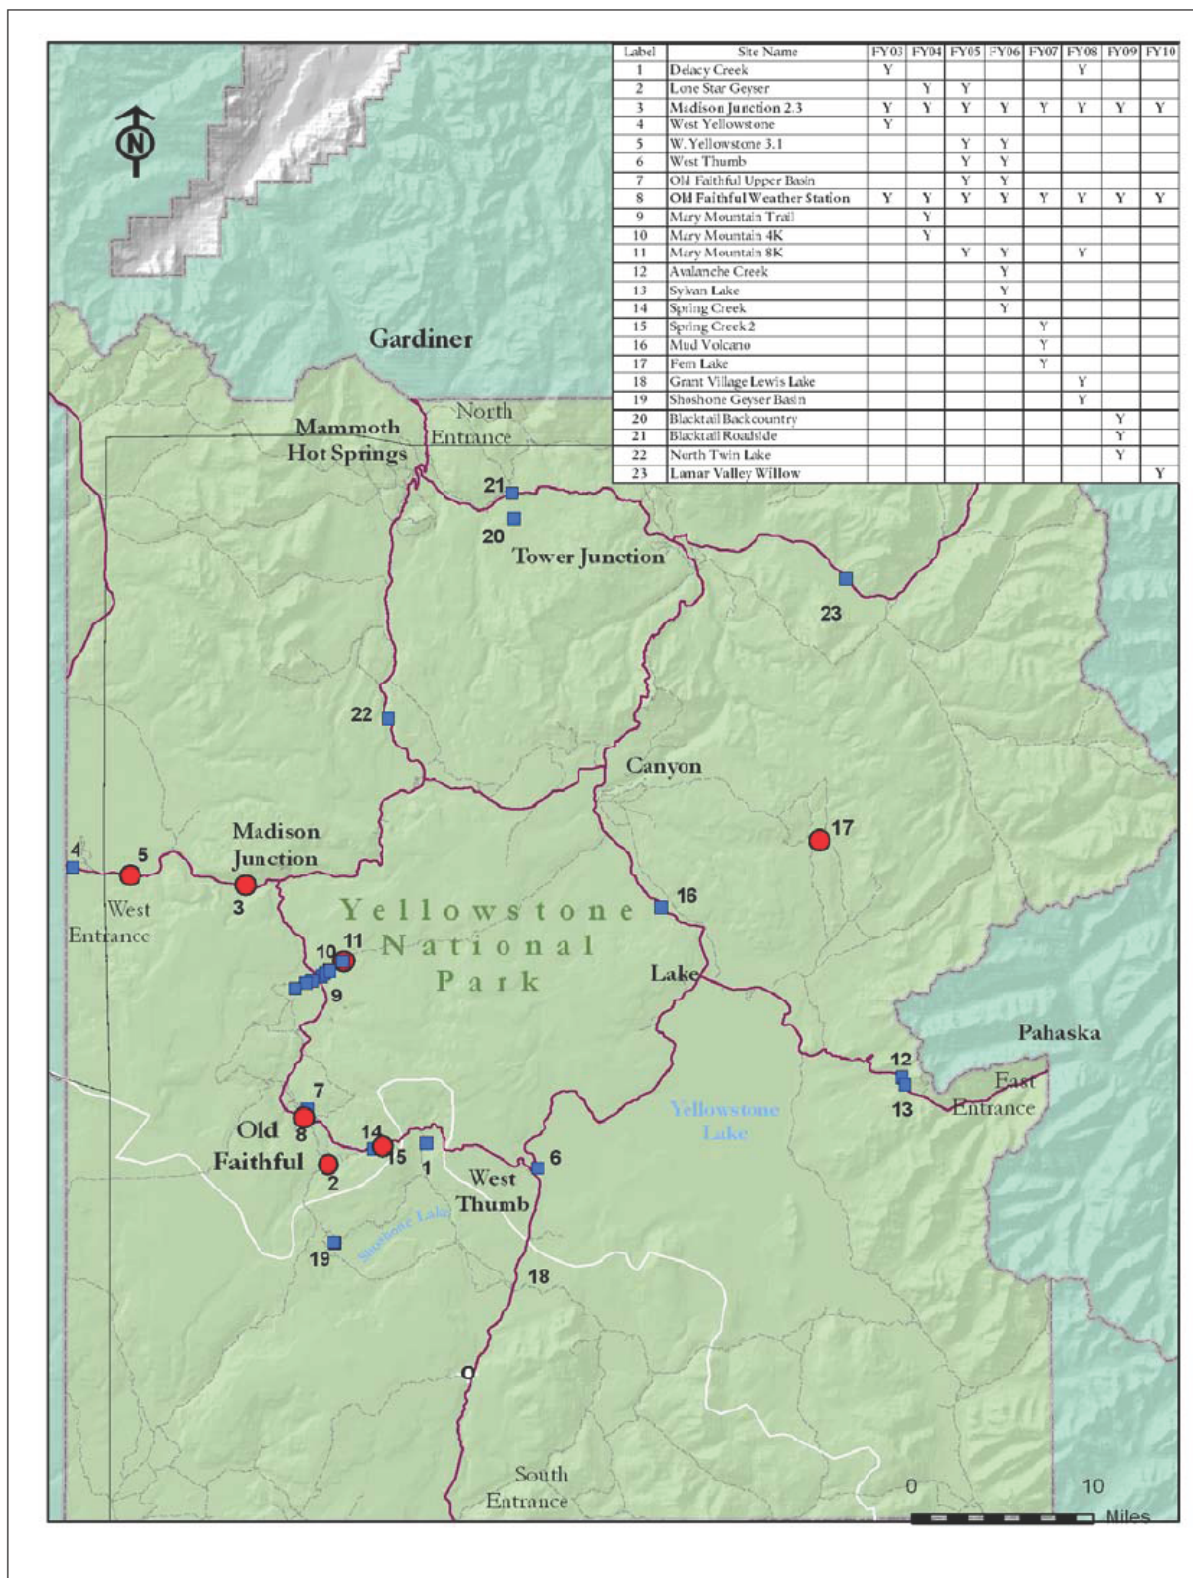 Label Site Name FY03 FY04 FY05 FY06 FY07 FY08 FY09 FY10
1 Delacy Creek Y Y
2 Lone Star Geyser Y Y
3 Madison Junction 2.3 Y Y Y Y Y Y Y Y
4 West Yellowstone Y
5 W. Yellowstone 3.1 Y Y
6 West Thumb Y Y
7 Old Faithful Upper Basin Y Y
8 Old Faithful Weather Station Y Y Y Y Y Y Y Y
9 Mary Mountain Trail Y
10 Mary Mountain 4K Y
11 Mary Mountain 8K Y Y Y
12 Avalanche Creek Y
13 Sylvan Lake Y
14 Spring Creek Y
15 Spring Creek 2 Y
16 Mud Volcano Y
17 Fern Lake Y
18 Grant Village Lewis Lake Y
19 Shoshone Geyser Basin Y
20 Blacktail Backcountry Y
21 Blacktail Roadside Y
22 North Twin Lake Y
23 Lamar Valley Willow Y
N
Gardiner
North
Entrance
Mammoth
Hot Springs
21
20
Tower Junction
23
22
Canyon
17
Madison
Junction
4
5
3
West
Entrance
16
Yellowstone
National
Park
11
10
9
Lake
Pahaska
12
13
East
Entrance
7
8
Old
Faithful
14
15
1
2
Yellowstone
Lake
6
West
Thumb
Shoshone Lake
19
18
0
South
Entrance
0 10
Miles